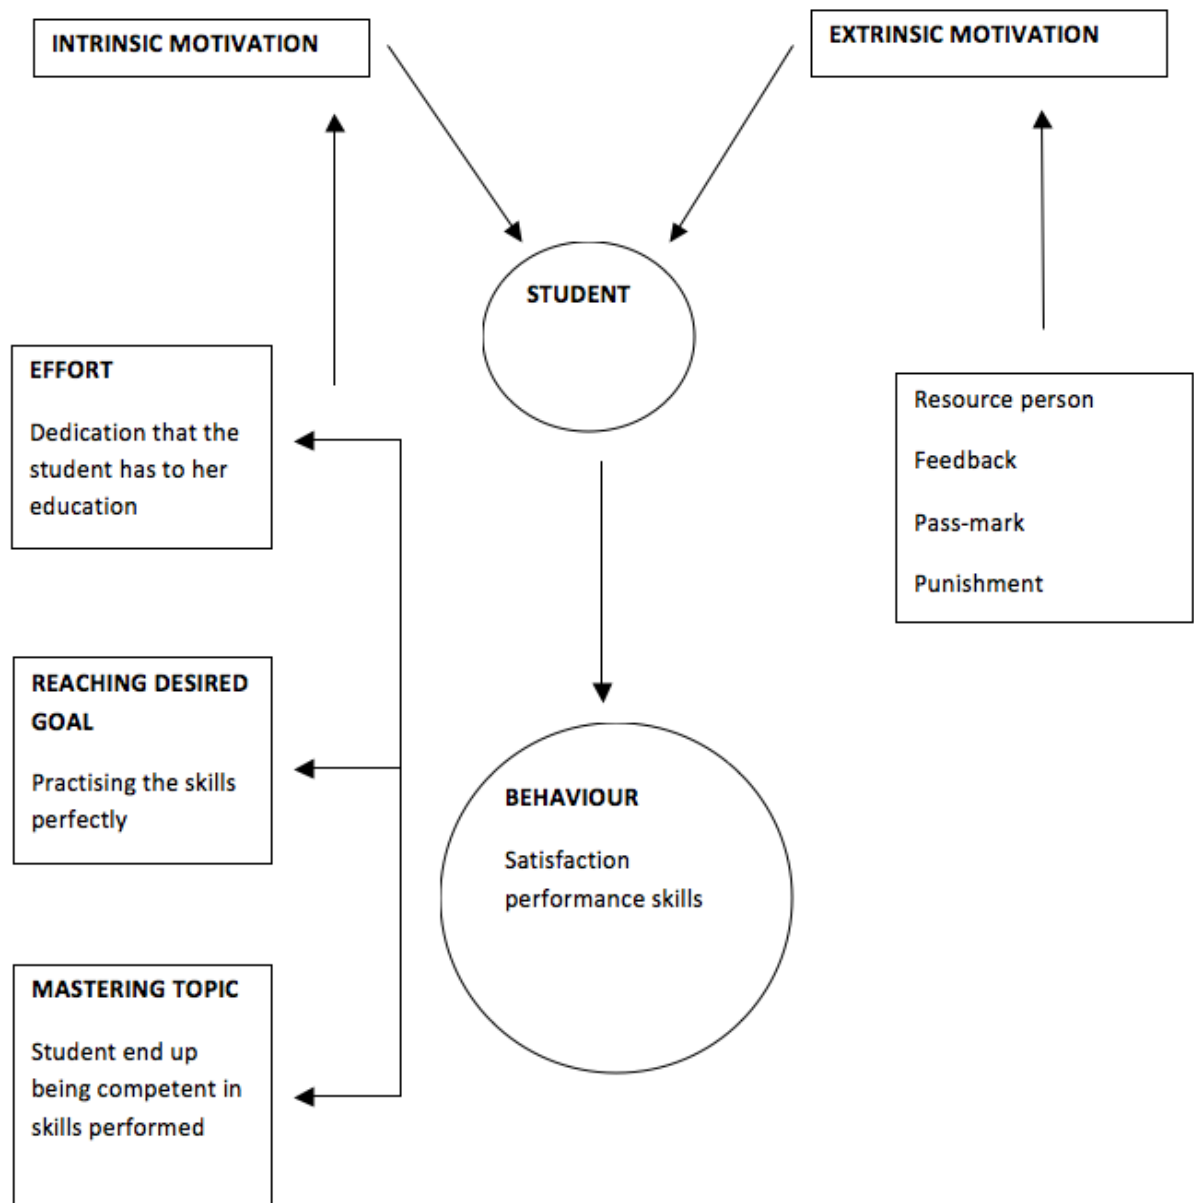 INTRINSIC MOTIVATION
EXTRINSIC MOTIVATION
STUDENT
EFFORT
Dedication that the
student has to her
education
Resource person
Feedback
Pass-mark
Punishment
REACHING DESIRED
GOAL
Practising the skills
perfectly
BEHAVIOUR
Satisfaction
performance skills
MASTERING TOPIC
Student end up
being competent in
skills performed